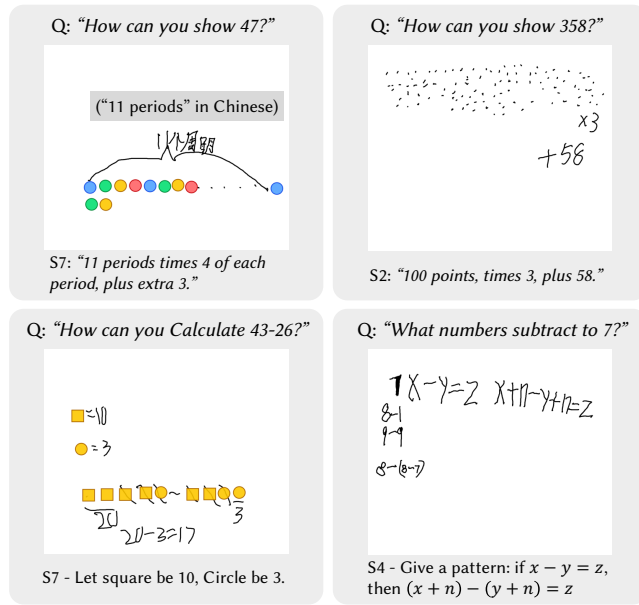 Q: “How can you show 47?”
(“11 periods” in Chinese)
11个周期
S7: “11 periods times 4 of each
period, plus extra 3.”
Q: “How can you show 358?”
×3
+58
S2: “100 points, times 3, plus 58.”
Q: “How can you Calculate 43-26?”
=10
=3
20
3
20-3=17
S7 - Let square be 10, Circle be 3.
Q: “What numbers subtract to 7?”
7 x-y=z x+n-y+n=z
8-1
8-(8-7)
S4 - Give a pattern: if x − y = z,
then (x + n) − (y + n) = z